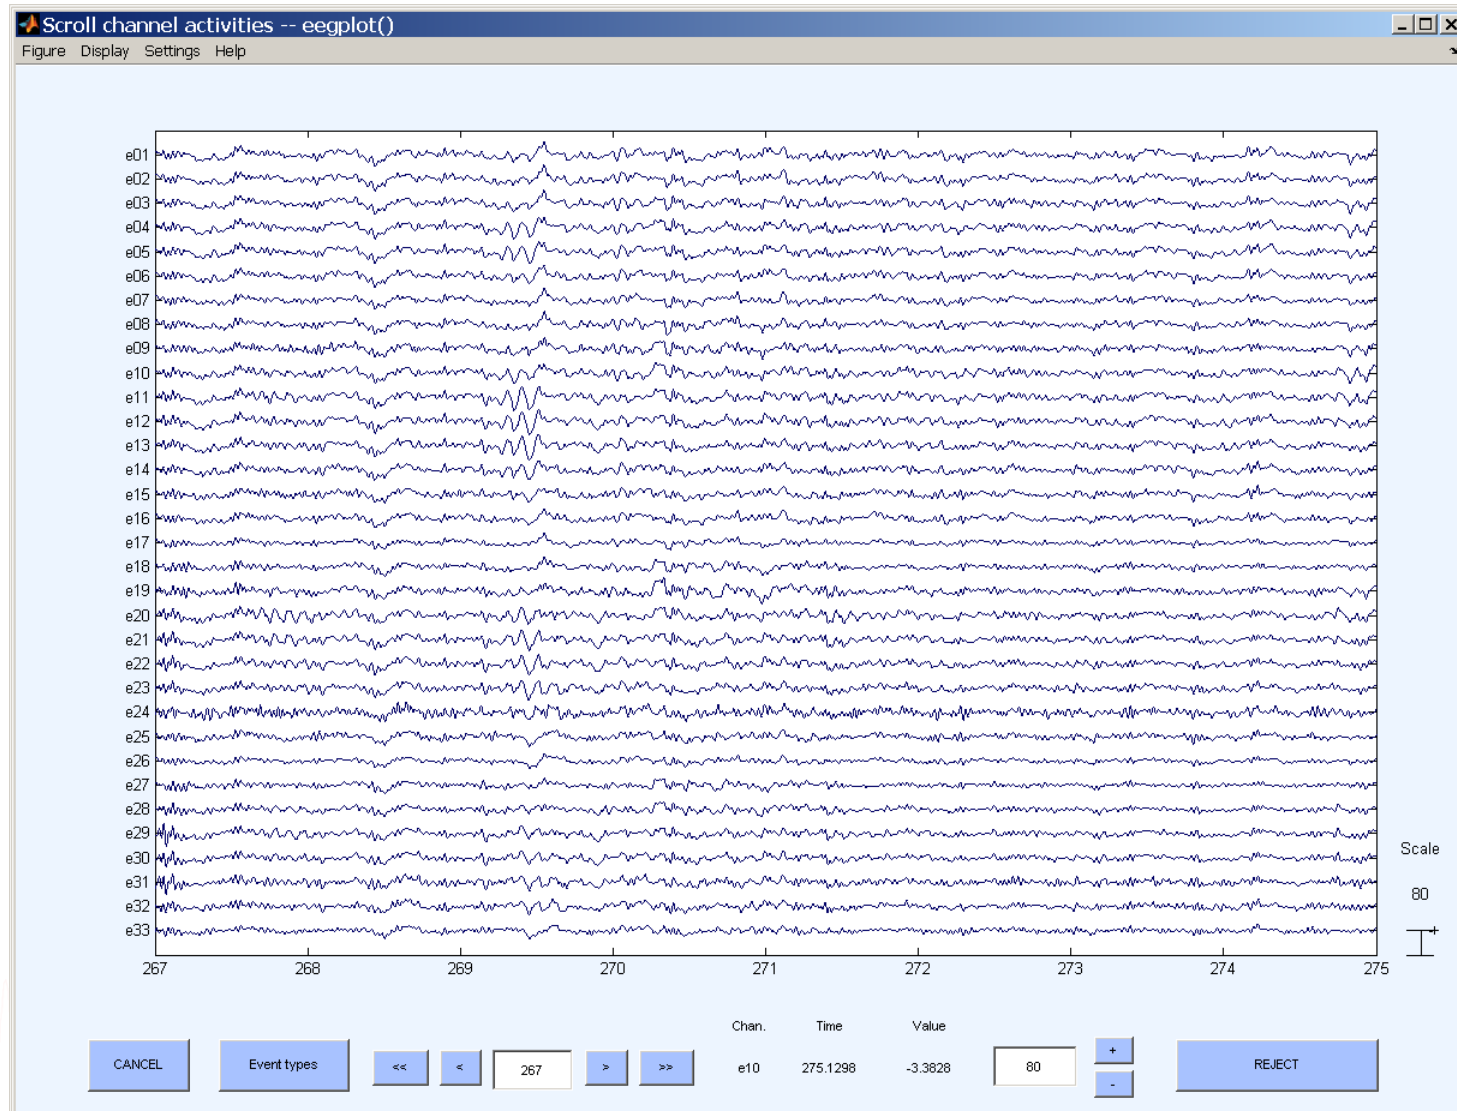 Scroll channel activities -- eegplot()
Figure Display Settings Help
e01
e02
e03
e04
e05
e06
e07
e08
e09
e10
e11
e12
e13
e14
e15
e16
e17
e18
e19
e20
e21
e22
e23
e24
e25
e26
e27
e28
e29
e30
e31
e32
e33
267 268 269 270 271 272 273 274 275
Scale
80
+
Chan. Time Value
CANCEL Event types << < 267 > >> e10 275.1298 -3.3828 80 + REJECT
-